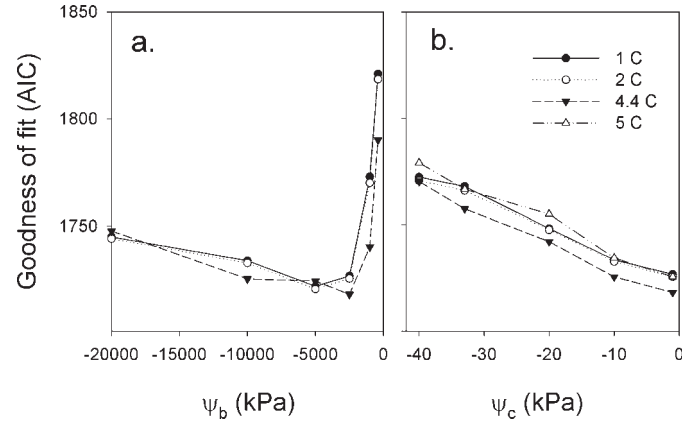 Goodness of fit (AIC)
1850
1800
1750
a.
-20000 -15000 -10000 -5000 0
ψb (kPa)
b.
1 C
2 C
4.4 C
5 C
-40 -30 -20 -10 0
ψc (kPa)